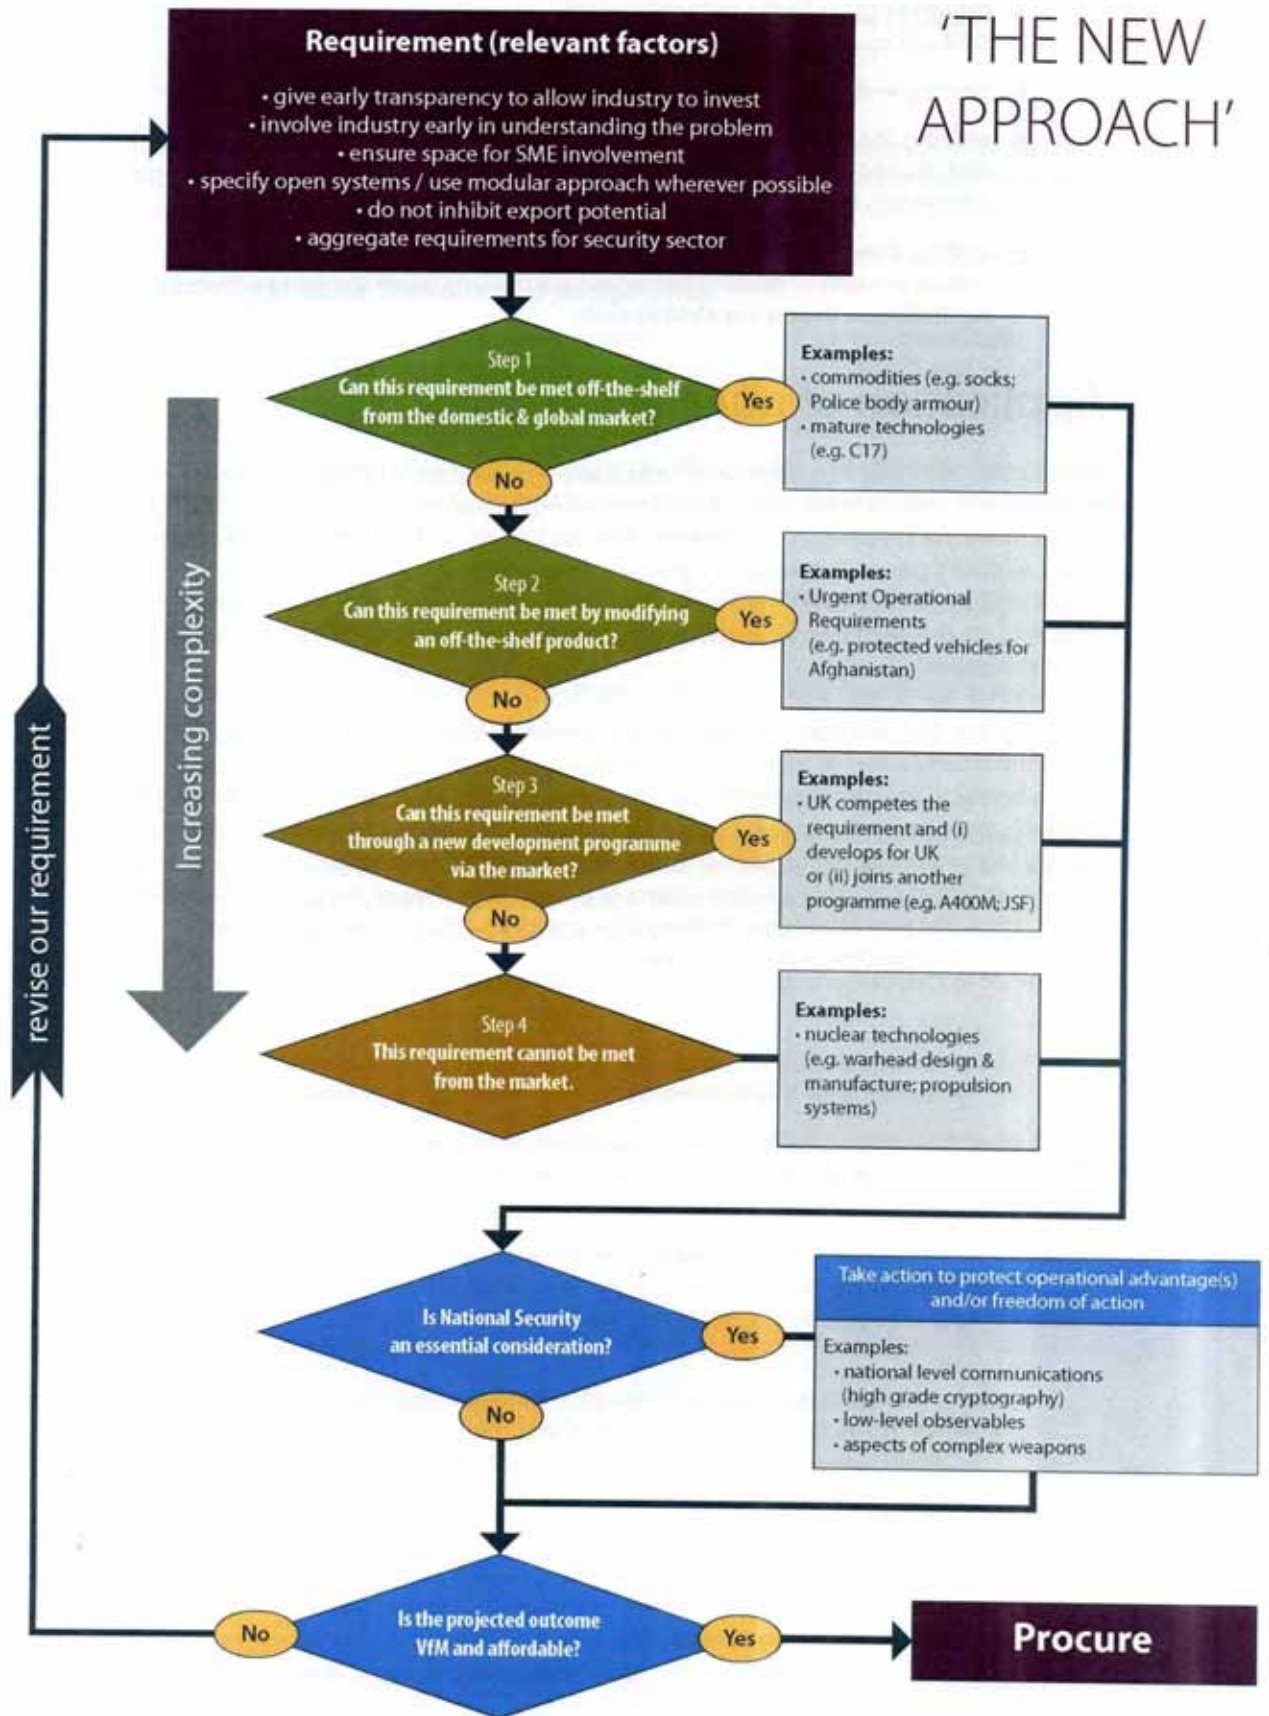 'THE NEW
APPROACH'
Requirement (relevant factors)
• give early transparency to allow industry to invest
• involve industry early in understanding the problem
• ensure space for SME involvement
• specify open systems / use modular approach wherever possible
• do not inhibit export potential
• aggregate requirements for security sector
Step 1
Can this requirement be met off-the-shelf
from the domestic & global market?
Yes
Examples:
• commodities (e.g. socks;
Police body armour)
• mature technologies
(e.g. C17)
No
Step 2
Can this requirement be met by modifying
an off-the-shelf product?
Yes
Examples:
• Urgent Operational
Requirements
(e.g. protected vehicles for
Afghanistan)
No
Increasing complexity
revise our requirement
Step 3
Can this requirement be met
through a new development programme
via the market?
Yes
Examples:
• UK competes the
requirement and (i)
develops for UK
or (ii) joins another
programme (e.g. A400M; JSF)
No
Step 4
This requirement cannot be met
from the market.
Examples:
• nuclear technologies
(e.g. warhead design &
manufacture; propulsion
systems)
Is National Security
an essential consideration?
Yes
Take action to protect operational advantage(s)
and/or freedom of action
Examples:
• national level communications
(high grade cryptography)
• low-level observables
• aspects of complex weapons
No
Is the projected outcome
VfM and affordable?
No
Yes
Procure